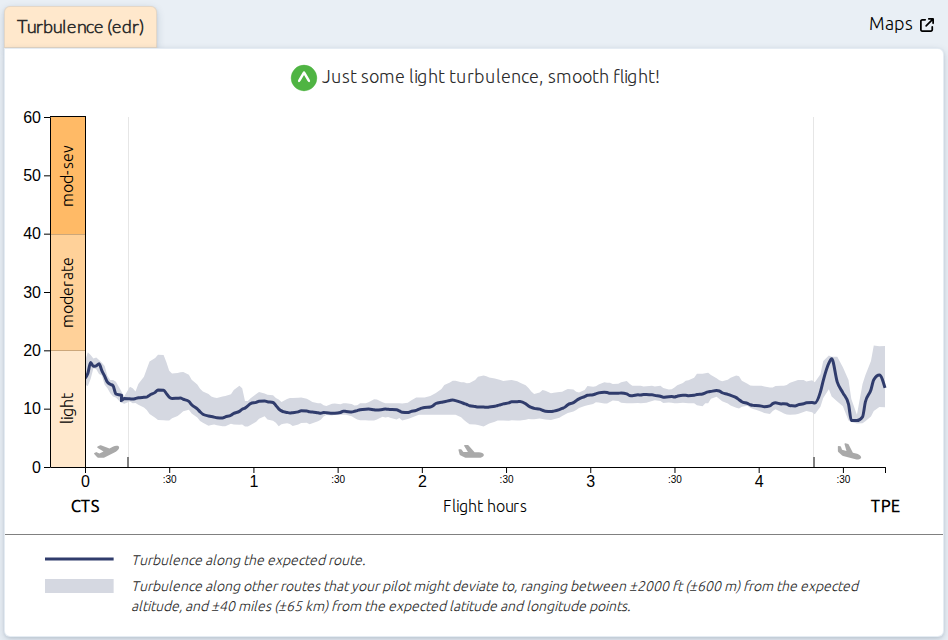 Turbulence (edr)
Maps
Just some light turbulence, smooth flight!
60
50
40
30
20
10
0
mod-sev
moderate
light
0 :30 1 :30 2 :30 3 :30 4 :30
CTS Flight hours TPE
Turbulence along the expected route.
Turbulence along other routes that your pilot might deviate to, ranging between ±2000 ft (±600 m) from the expected
altitude, and ±40 miles (±65 km) from the expected latitude and longitude points.